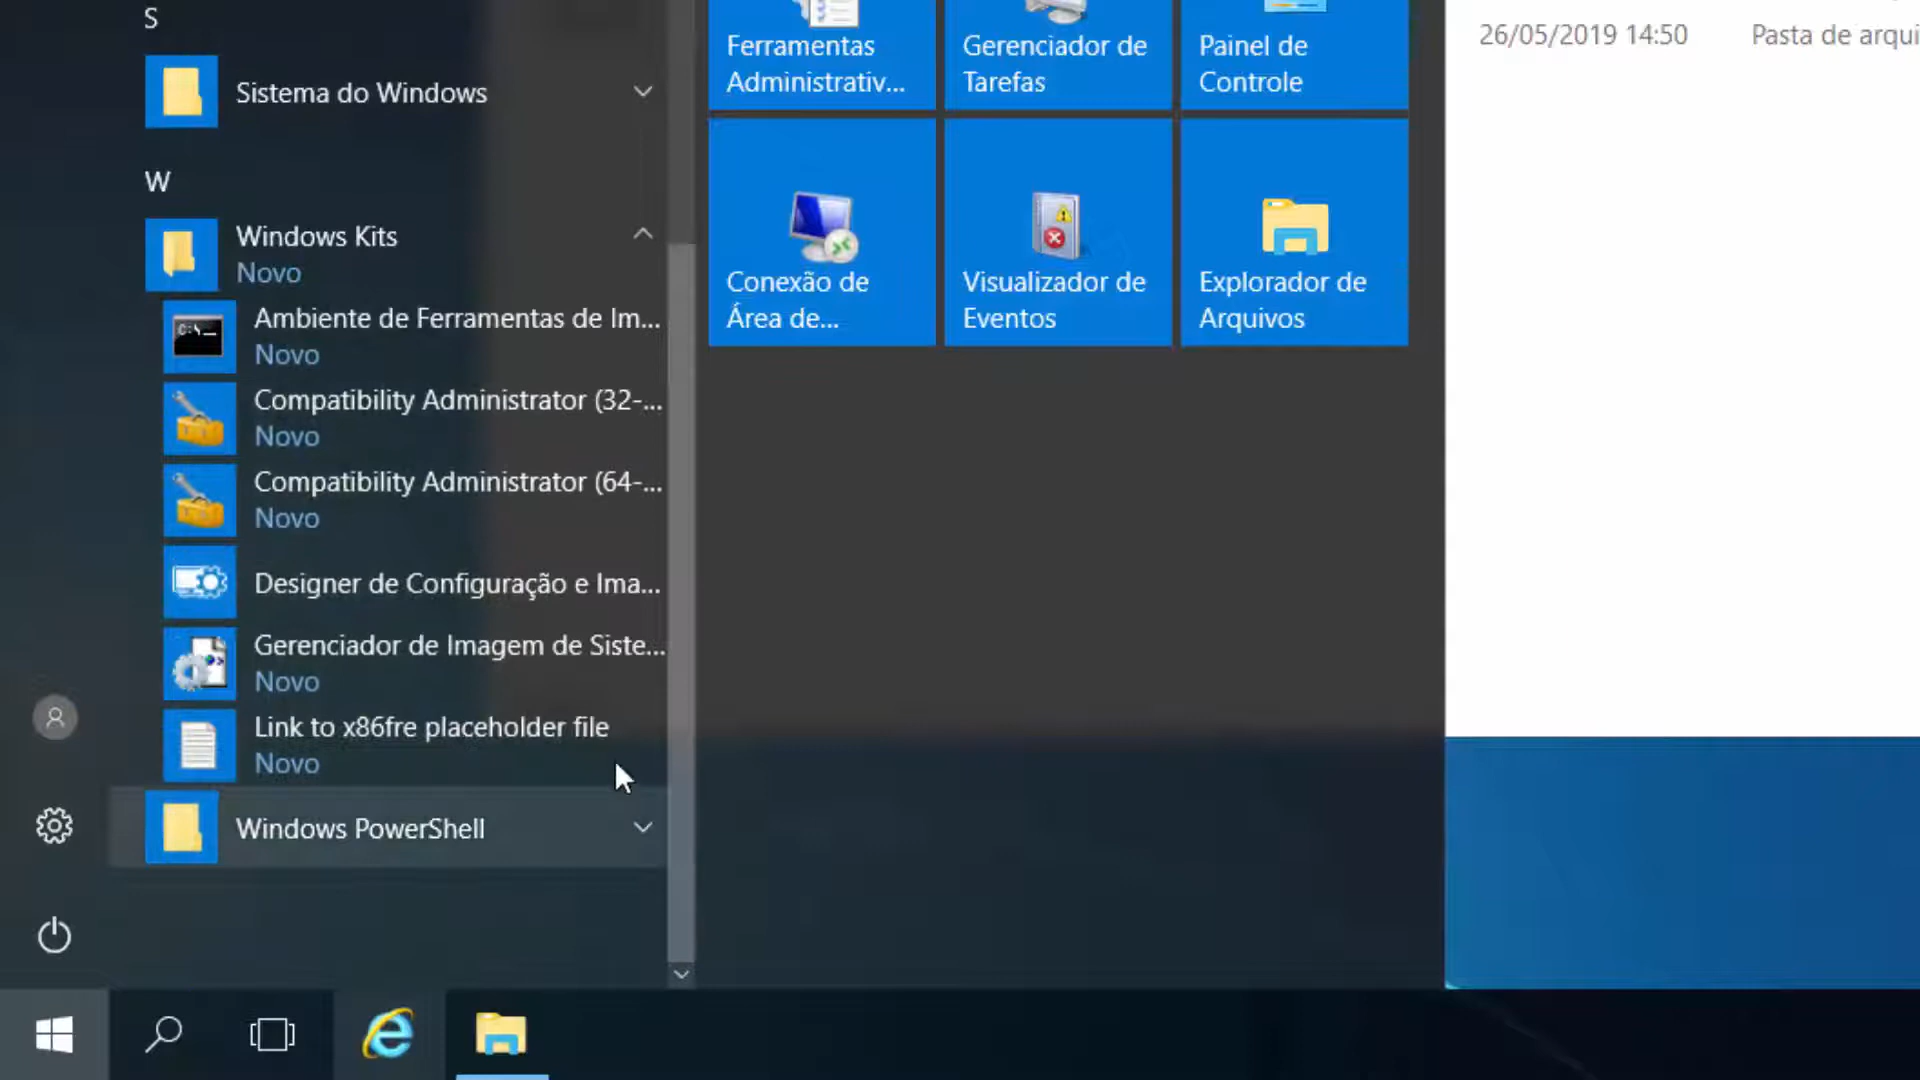 S
Sistema do Windows
W
Windows Kits
Novo
Ambiente de Ferramentas de Im...
Novo
Compatibility Administrator (32-...
Novo
Compatibility Administrator (64-...
Novo
Designer de Configuração e Ima...
Gerenciador de Imagem de Siste...
Novo
Link to x86fre placeholder file
Novo
Windows PowerShell
Ferramentas
Administrativ...
Gerenciador de
Tarefas
Painel de
Controle
Conexão de
Área de...
Visualizador de
Eventos
Explorador de
Arquivos
26/05/2019 14:50
Pasta de arqui